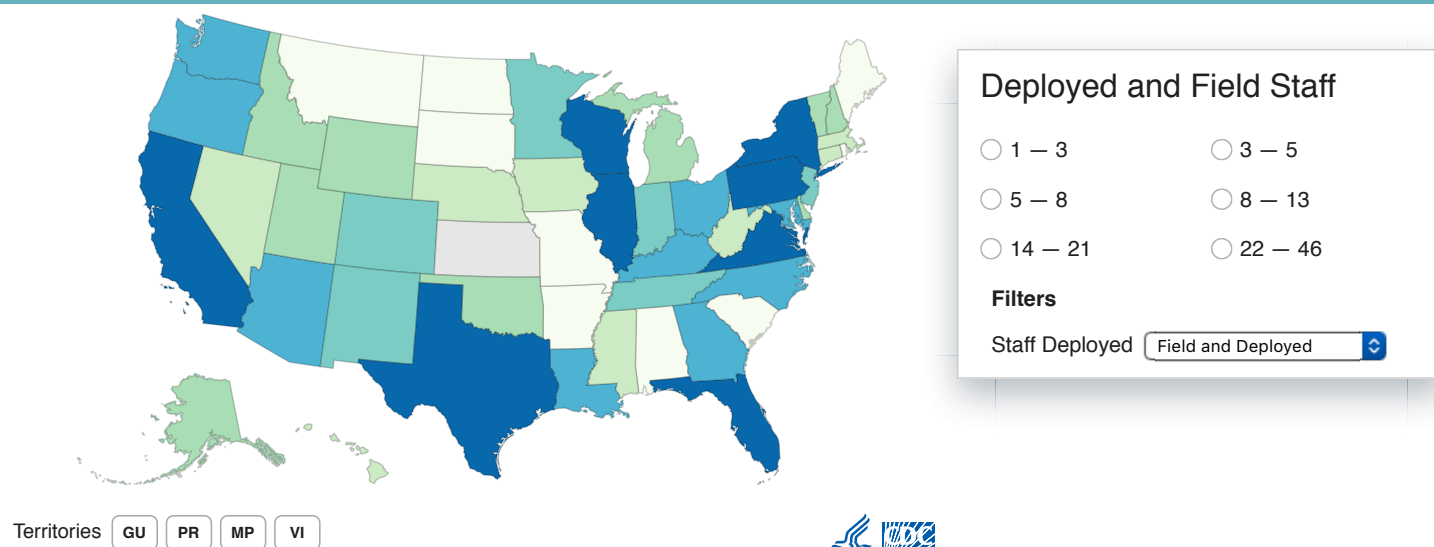 Deployed and Field Staff
1 — 3
3 — 5
5 — 8
8 — 13
14 — 21
22 — 46
Filters
Staff Deployed Field and Deployed
Territories GU PR MP VI
CDC